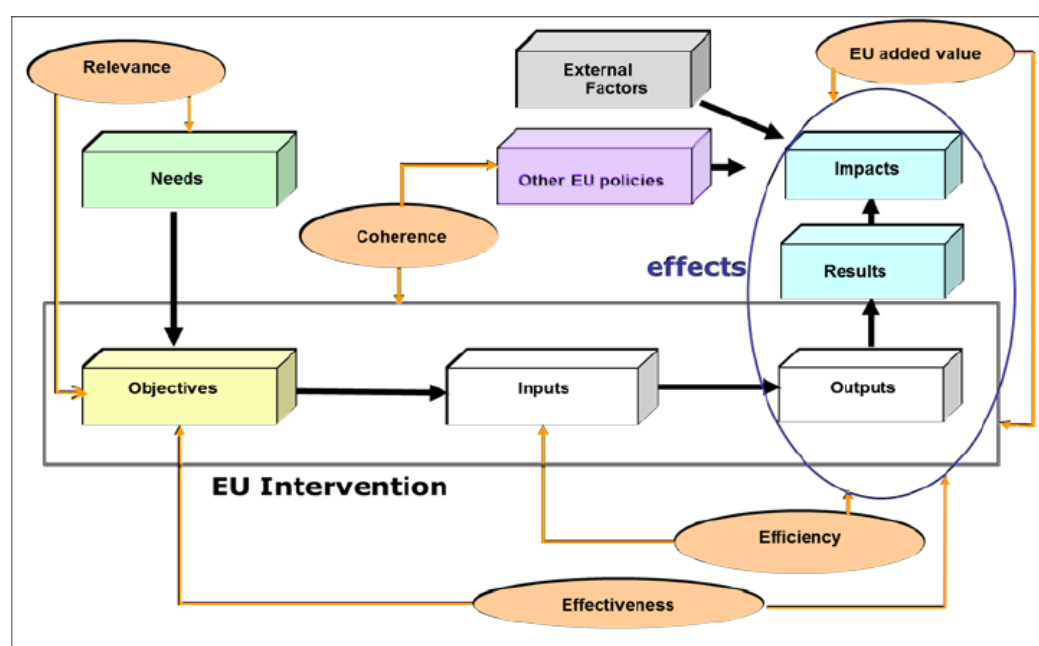 Relevance
EU added value
External
Factors
Needs
Other EU policies
Impacts
Coherence
effects
Results
Objectives
Inputs
Outputs
EU Intervention
Efficiency
Effectiveness